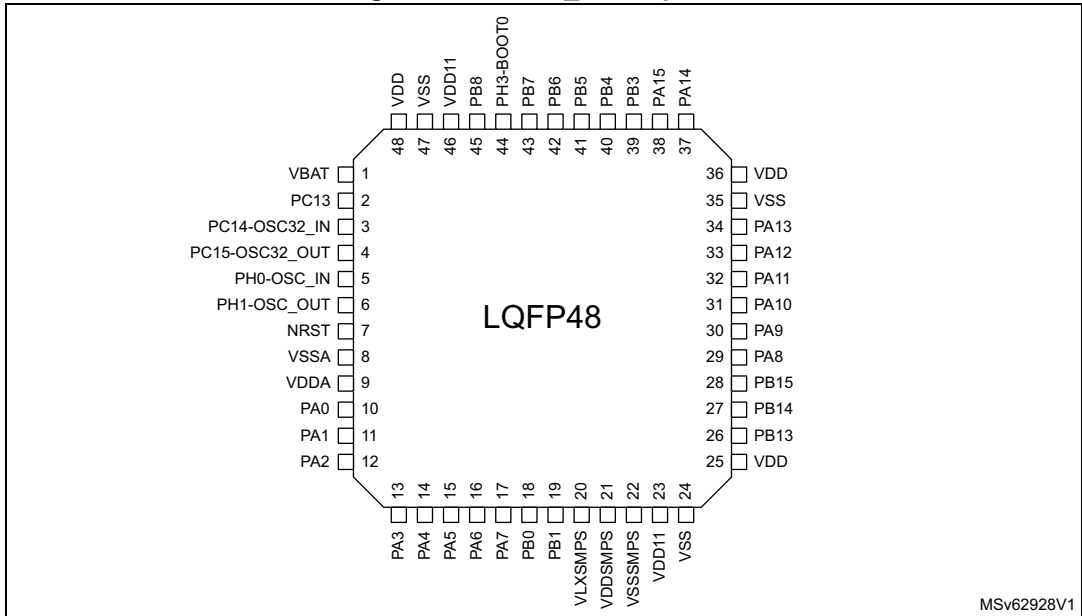 VDD
VSS
VDD11
PB8
PH3-BOOT0
PB7
PB6
PB5
PB4
PB3
PA15
PA14
48
47
46
45
44
43
42
41
40
39
38
37
VBAT 1
PC13 2
PC14-OSC32_IN 3
PC15-OSC32_OUT 4
PH0-OSC_IN 5
PH1-OSC_OUT 6
NRST 7
VSSA 8
VDDA 9
PA0 10
PA1 11
PA2 12
LQFP48
36 VDD
35 VSS
34 PA13
33 PA12
32 PA11
31 PA10
30 PA9
29 PA8
28 PB15
27 PB14
26 PB13
25 VDD
13
14
15
16
17
18
19
20
21
22
23
24
PA3
PA4
PA5
PA6
PA7
PB0
PB1
VLXSMPS
VDDSMPS
VSSSMPS
VDD11
VSS
MSv62928V1